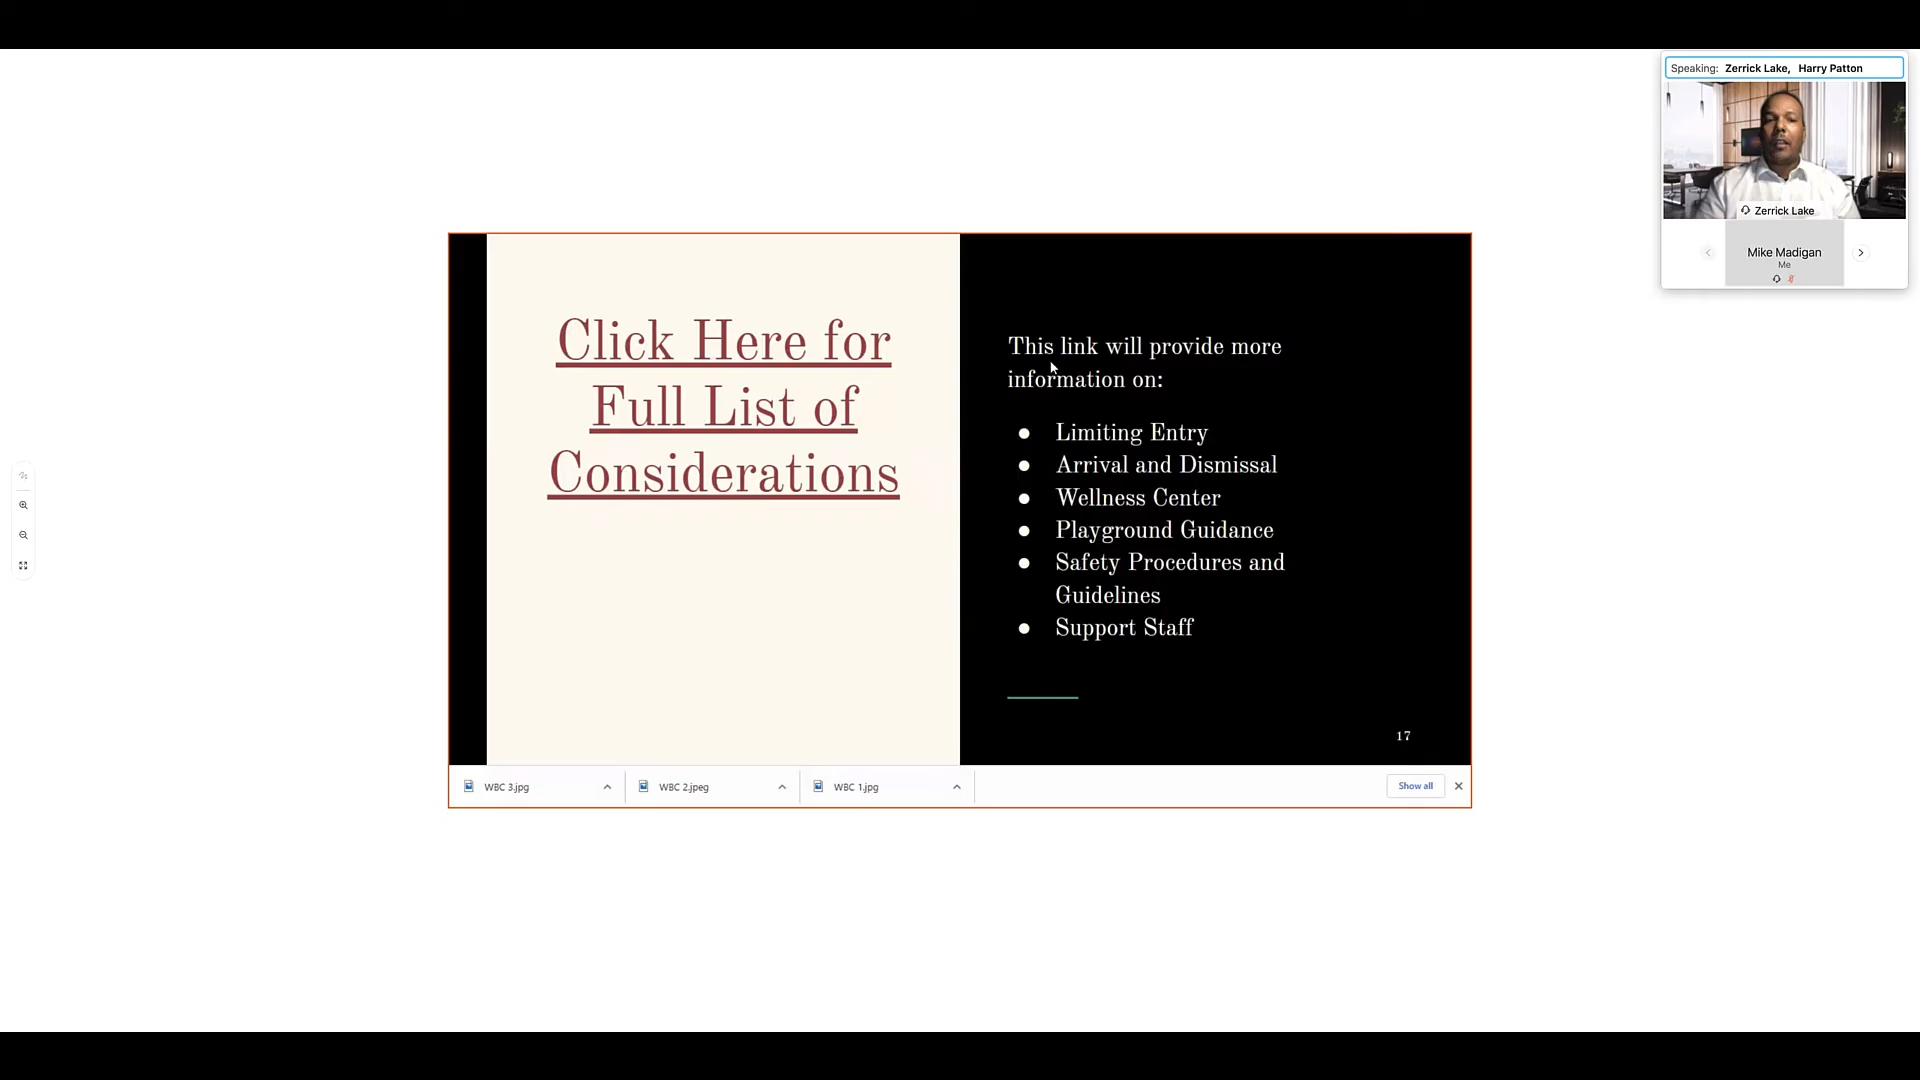 Speaking: Zerrick Lake, Harry Patton
Zerrick Lake
Mike Madigan
Me
Click Here for
Full List of
Considerations
This link will provide more
information on:
● Limiting Entry
● Arrival and Dismissal
● Wellness Center
● Playground Guidance
● Safety Procedures and
Guidelines
● Support Staff
17
WBC 3.jpg
WBC 2.jpeg
WBC 1.jpg
Show all